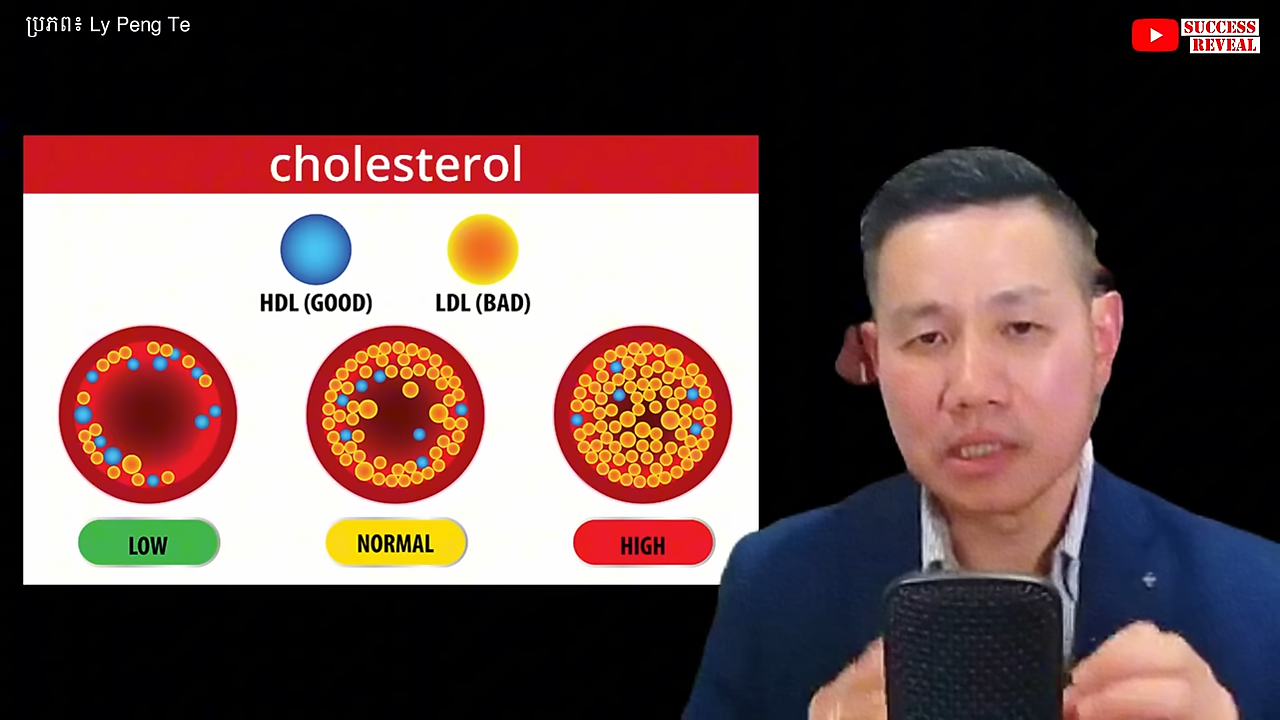 ប្រភព៖ Ly Peng Te
SUCCESS
REVEAL
cholesterol
HDL (GOOD)
LDL (BAD)
LOW
NORMAL
HIGH